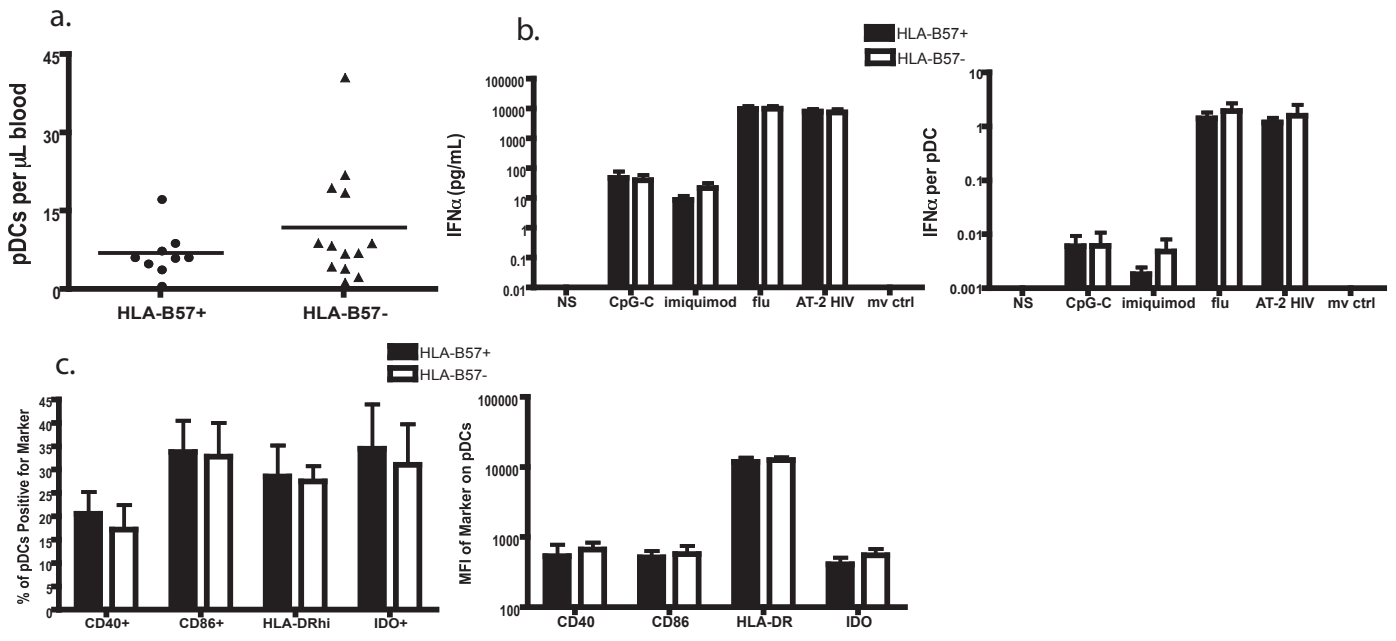 a.
pDCs per μL blood
45
30
15
0
HLA-B57+ HLA-B57-
b.
HLA-B57+
HLA-B57-
IFNα (pg/mL)
100000
10000
1000
100
10
1
0.1
0.01
NS CpG-C imiquimod flu AT-2 HIV mv ctrl
IFNα per pDC
10
1
0.1
0.01
0.001
NS CpG-C imiquimod flu AT-2 HIV mv ctrl
c.
HLA-B57+
HLA-B57-
% of pDCs Positive for Marker
45
40
35
30
25
20
15
10
5
0
CD40+ CD86+ HLA-DRhi IDO+
MFI of Marker on pDCs
100000
10000
1000
100
CD40 CD86 HLA-DR IDO